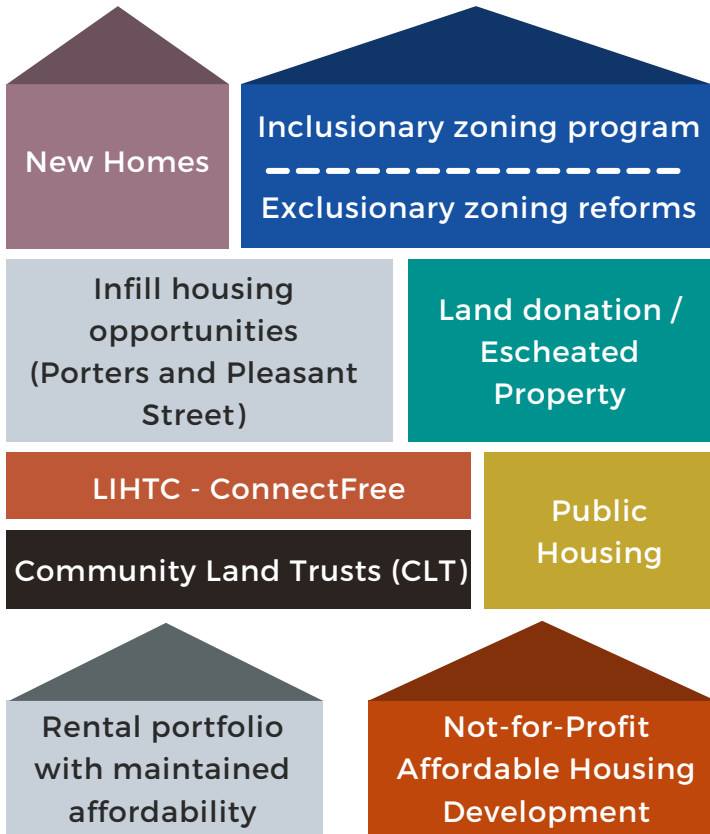 New Homes
Inclusionary zoning program
Exclusionary zoning reforms
Infill housing
opportunities
(Porters and Pleasant
Street)
Land donation /
Escheated
Property
LIHTC - ConnectFree
Community Land Trusts (CLT)
Public
Housing
Rental portfolio
with maintained
affordability
Not-for-Profit
Affordable Housing
Development